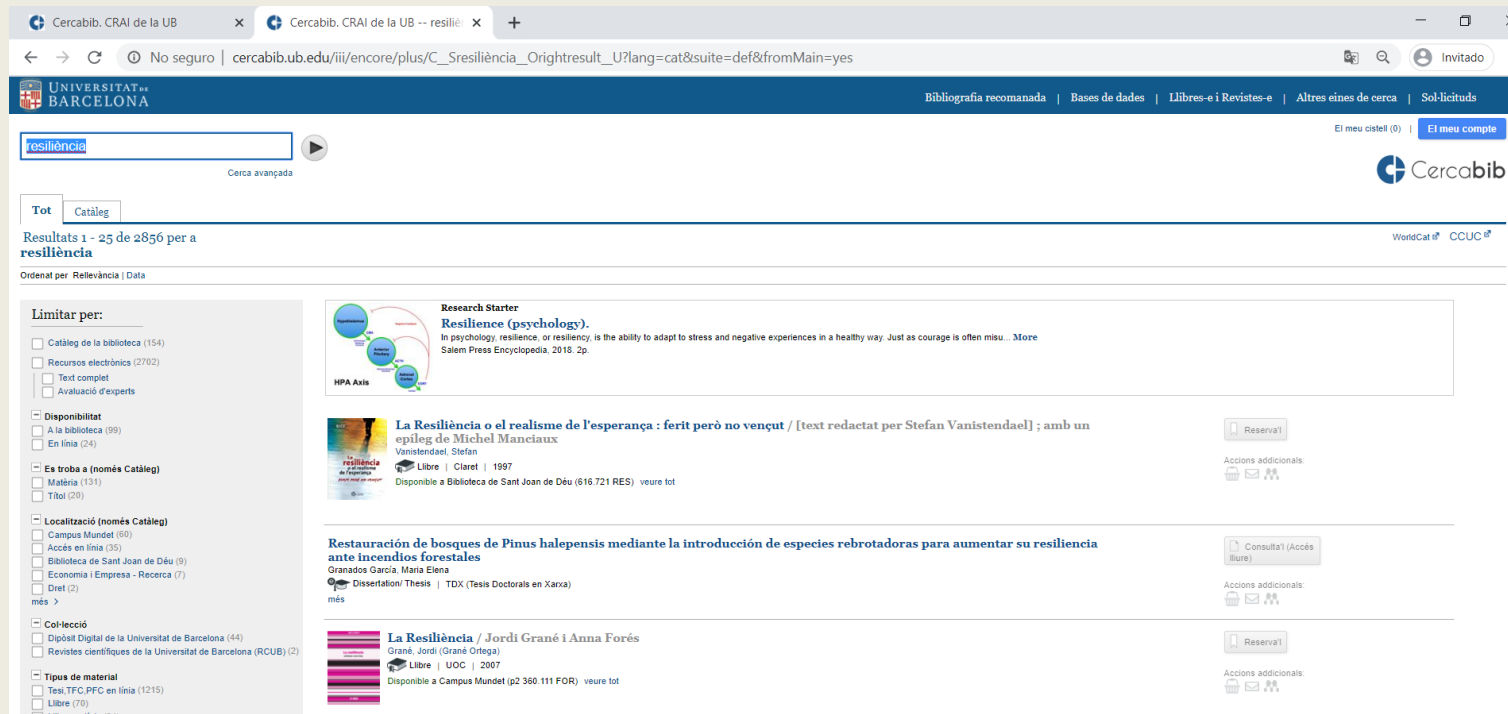 Cercabib. CRAI de la UB
Cercabib. CRAI de la UB -- resiliè
No seguro | cercabib.ub.edu/iii/encore/plus/C__Sresiliència__Orightresult__U?lang=cat&suite=def&fromMain=yes
Invitado
UNIVERSITAT DE
BARCELONA
Bibliografia recomanada | Bases de dades | Llibres-e i Revistes-e | Altres eines de cerca | Sol·licituds
El meu cistell (0) | El meu compte
resiliència
Cerca avançada
Cercabib
Tot Catàleg
Resultats 1 - 25 de 2856 per a
resiliència
WorldCat CCUC
Ordenat per Rellevància | Data
Limitar per:
Catàleg de la biblioteca (154)
Recursos electrònics (2702)
Text complet
Avaluació d'experts
Disponibilitat
A la biblioteca (99)
En línia (24)
Es troba a (només Catàleg)
Matèria (131)
Títol (20)
Localització (només Catàleg)
Campus Mundet (60)
Accés en línia (35)
Biblioteca de Sant Joan de Déu (9)
Economia i Empresa - Recerca (7)
Dret (2)
més >
Col·lecció
Dipòsit Digital de la Universitat de Barcelona (44)
Revistes científiques de la Universitat de Barcelona (RCUB) (2)
Tipus de material
Tesi,TFC,PFC en línia (1215)
Llibre (70)
HPA Axis
Research Starter
Resilience (psychology).
In psychology, resilience, or resiliency, is the ability to adapt to stress and negative experiences in a healthy way. Just as courage is often misu... More
Salem Press Encyclopedia, 2018. 2p.
La
resiliència
o el realisme
de l'esperança
La Resiliència o el realisme de l'esperança : ferit però no vençut / [text redactat per Stefan Vanistendael] ; amb un
epíleg de Michel Manciaux
Vanistendael, Stefan
Llibre | Claret | 1997
Disponible a Biblioteca de Sant Joan de Déu (616.721 RES) veure tot
Reserva'l
Accions addicionals:
Restauración de bosques de Pinus halepensis mediante la introducción de especies rebrotadoras para aumentar su resiliencia
ante incendios forestales
Granados García, Maria Elena
Dissertation/ Thesis | TDX (Tesis Doctorals en Xarxa)
més
Consulta'l (Accés
lliure)
Accions addicionals:
La Resiliència / Jordi Grané i Anna Forés
Grané, Jordi (Grané Ortega)
Llibre | UOC | 2007
Disponible a Campus Mundet (p2 360.111 FOR) veure tot
Reserva'l
Accions addicionals: